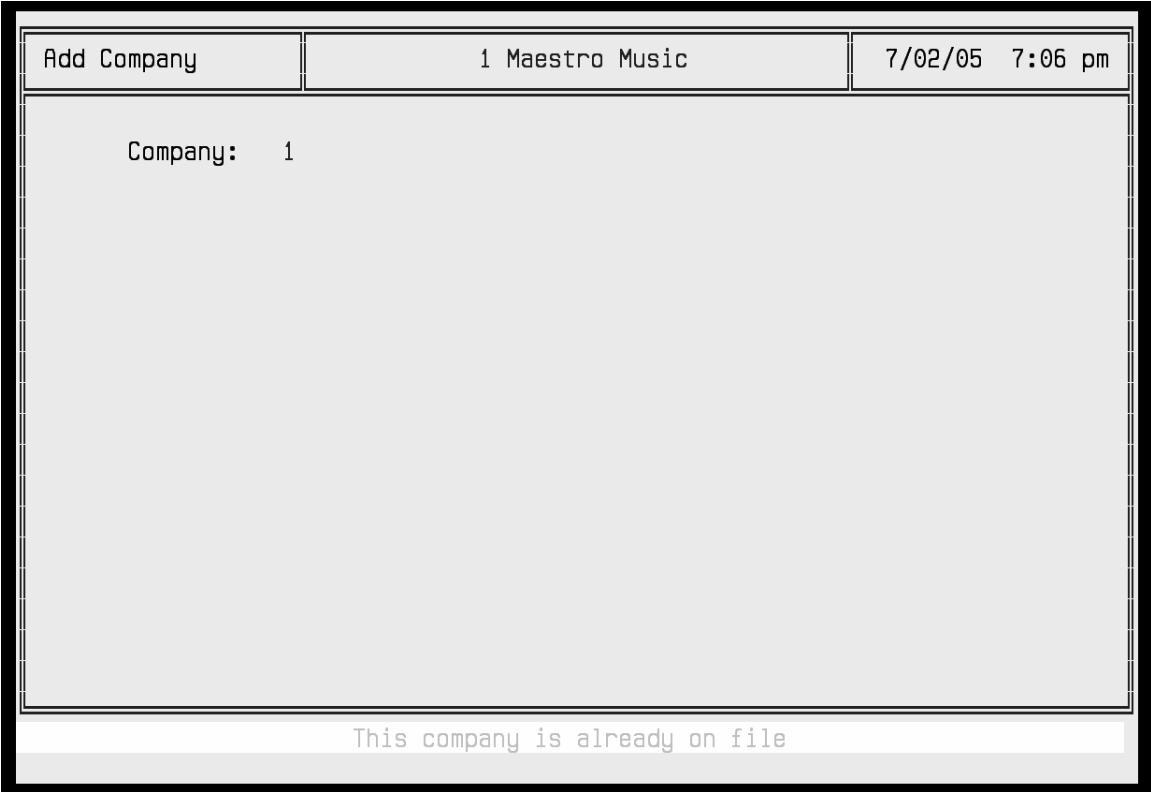 Add Company 1 Maestro Music 7/02/05 7:06 pm
Company: 1
This company is already on file